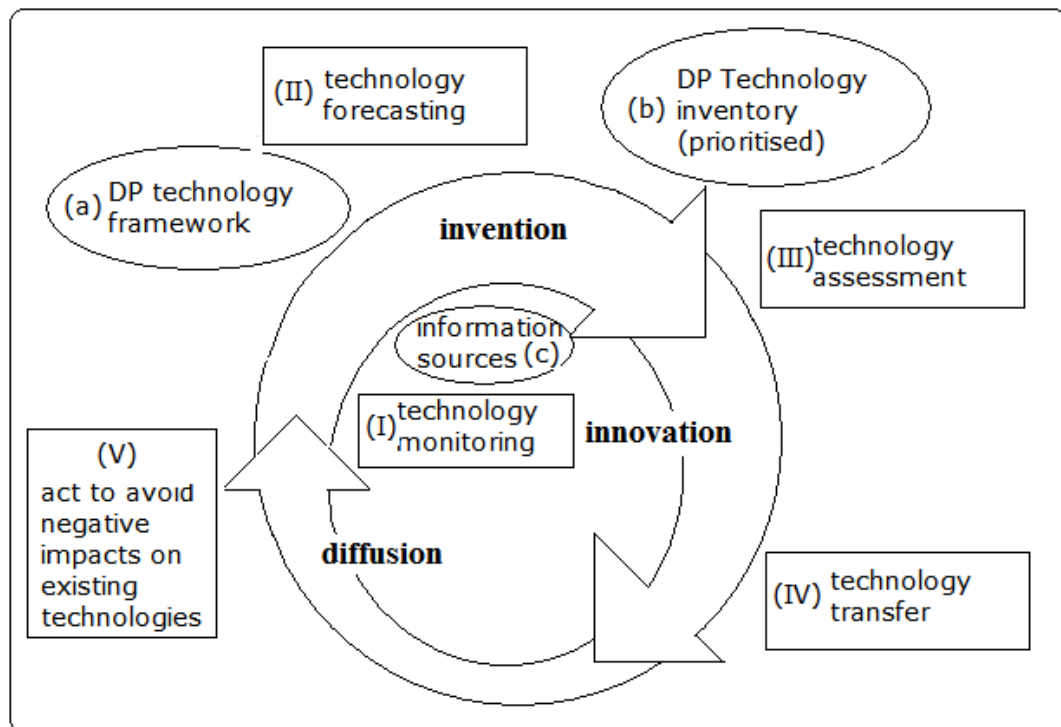 (II) technology
forecasting
DP Technology
(b) inventory
(prioritised)
(a) DP technology
framework
invention
(III) technology
assessment
information
sources (c)
(I) technology
monitoring
innovation
(V)
act to avoid
negative
impacts on
existing
technologies
diffusion
(IV) technology
transfer